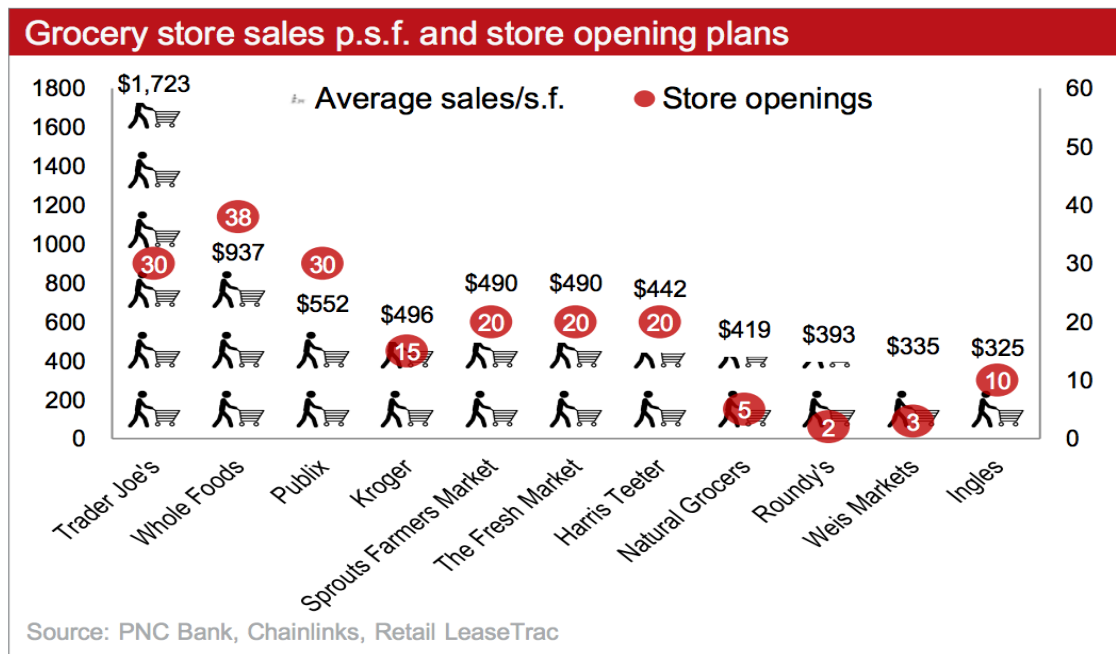 Grocery store sales p.s.f. and store opening plans
Average sales/s.f.
Store openings
1800
1600
1400
1200
1000
800
600
400
200
0
60
50
40
30
20
10
0
$1,723
$937
$552
$496
$490
$490
$442
$419
$393
$335
$325
30
38
30
15
20
20
20
5
2
3
10
Trader Joe's
Whole Foods
Publix
Kroger
Sprouts Farmers Market
The Fresh Market
Harris Teeter
Natural Grocers
Roundy's
Weis Markets
Ingles
Source: PNC Bank, Chainlinks, Retail LeaseTrac